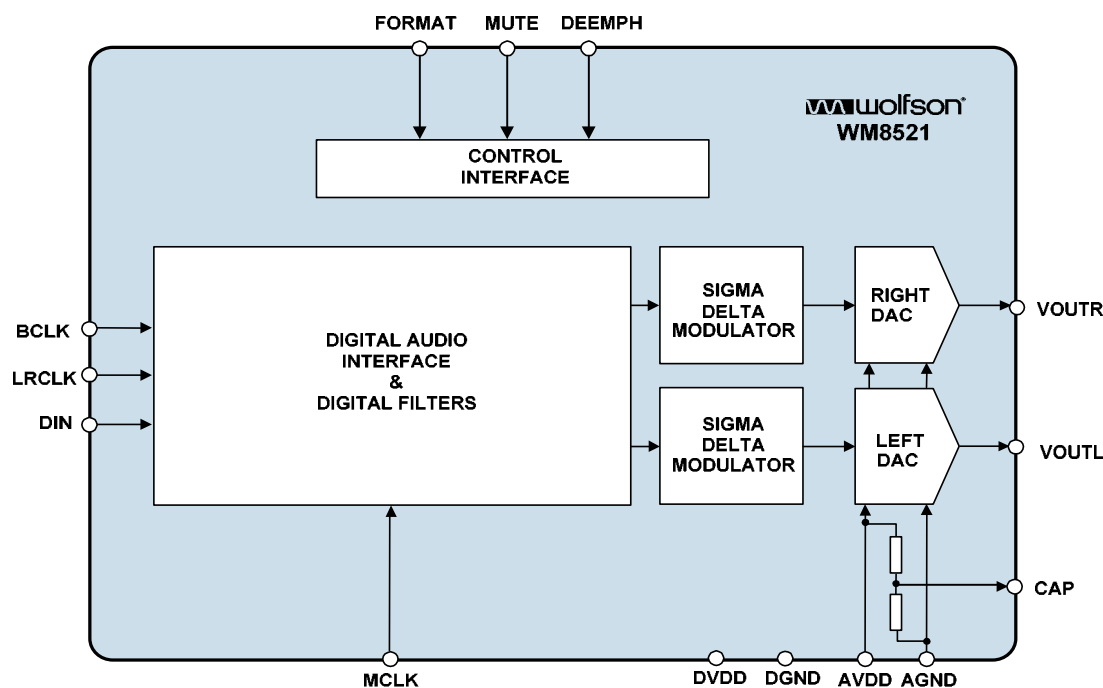 FORMAT MUTE DEEMPH
wolfson®
WM8521
CONTROL
INTERFACE
DIGITAL AUDIO
INTERFACE
&
DIGITAL FILTERS
SIGMA
DELTA
MODULATOR
RIGHT
DAC
SIGMA
DELTA
MODULATOR
LEFT
DAC
BCLK
LRCLK
DIN
VOUTR
VOUTL
CAP
MCLK
DVDD DGND AVDD AGND